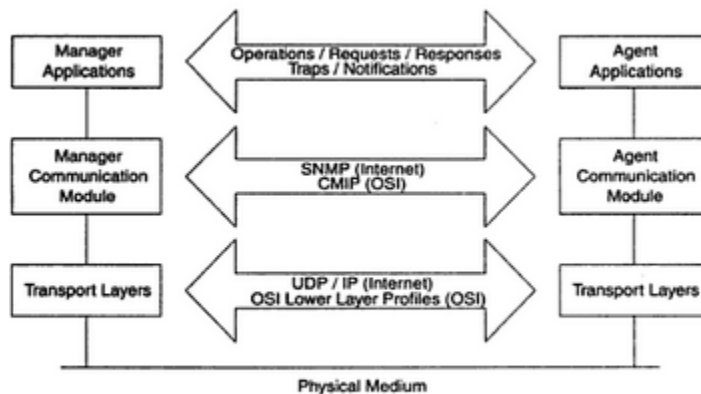 Manager
Applications
Operations / Requests / Responses
Traps / Notifications
Agent
Applications
Manager
Communication
Module
SNMP (Internet)
CMIP (OSI)
Agent
Communication
Module
Transport Layers
UDP / IP (Internet)
OSI Lower Layer Profiles (OSI)
Transport Layers
Physical Medium